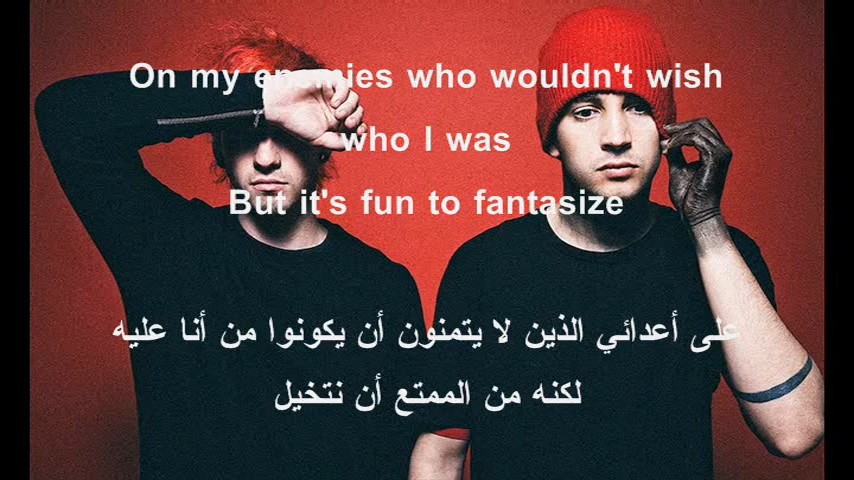 On my enemies who wouldn't wish
who I was
But it's fun to fantasize
على أعدائي الذين لا يتمنون أن يكونوا من أنا عليه
لكنه من الممتع أن نتخيل